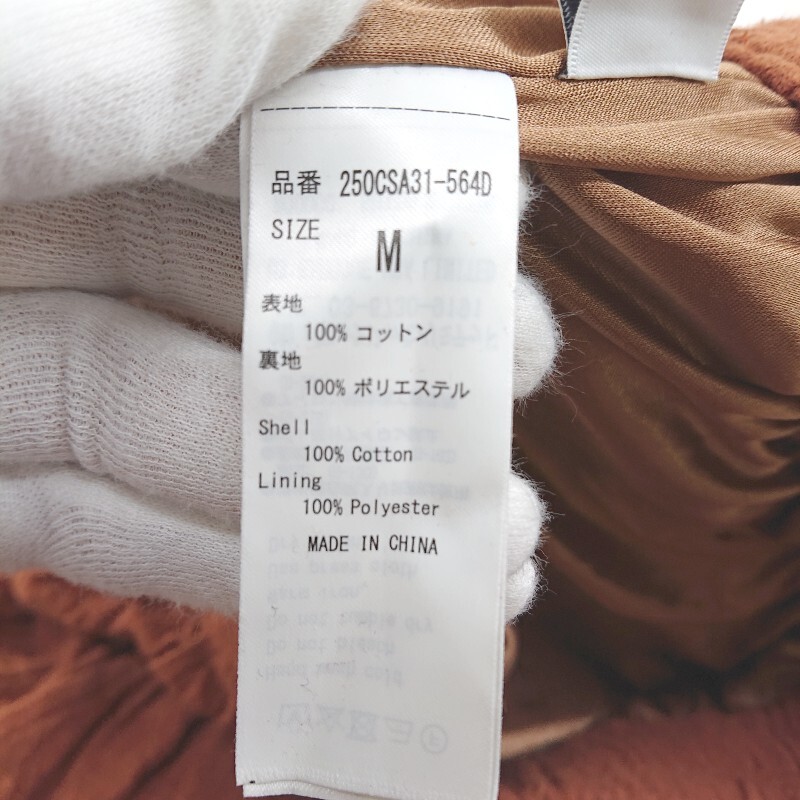 品番 250CSA31-564D
SIZE M
表地
100% コットン
裏地
100% ポリエステル
Shell
100% Cotton
Lining
100% Polyester
MADE IN CHINA